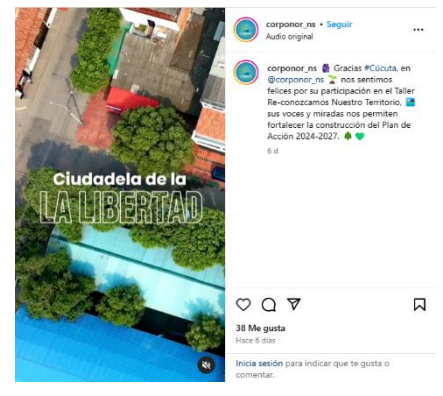 Ciudadela de la
LA LIBERTAD
corponor_ns • Seguir
Audio original
corponor_ns Gracias #Cúcuta, en
@corponor_ns nos sentimos
felices por su participación en el Taller
Re-conozcamos Nuestro Territorio,
sus voces y miradas nos permiten
fortalecer la construcción del Plan de
Acción 2024-2027.
6 d
38 Me gusta
Hace 6 días
Inicia sesión para indicar que te gusta o
comentar.